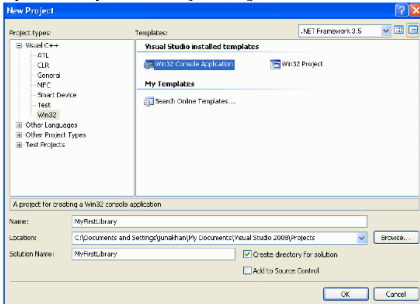 New Project
Project types:
Templates:
.NET Framework 3.5
Visual C++
ATL
CLR
General
MFC
Smart Device
Test
Win32
Other Languages
Other Project Types
Test Projects
Visual Studio installed templates
Win32 Console Application
Win32 Project
My Templates
Search Online Templates...
A project for creating a Win32 console application
Name:
MyFirstLibrary
Location:
C:\Documents and Settings\junakhan\My Documents\Visual Studio 2008\Projects
Browse...
Solution Name:
MyFirstLibrary
Create directory for solution
Add to Source Control
OK
Cancel